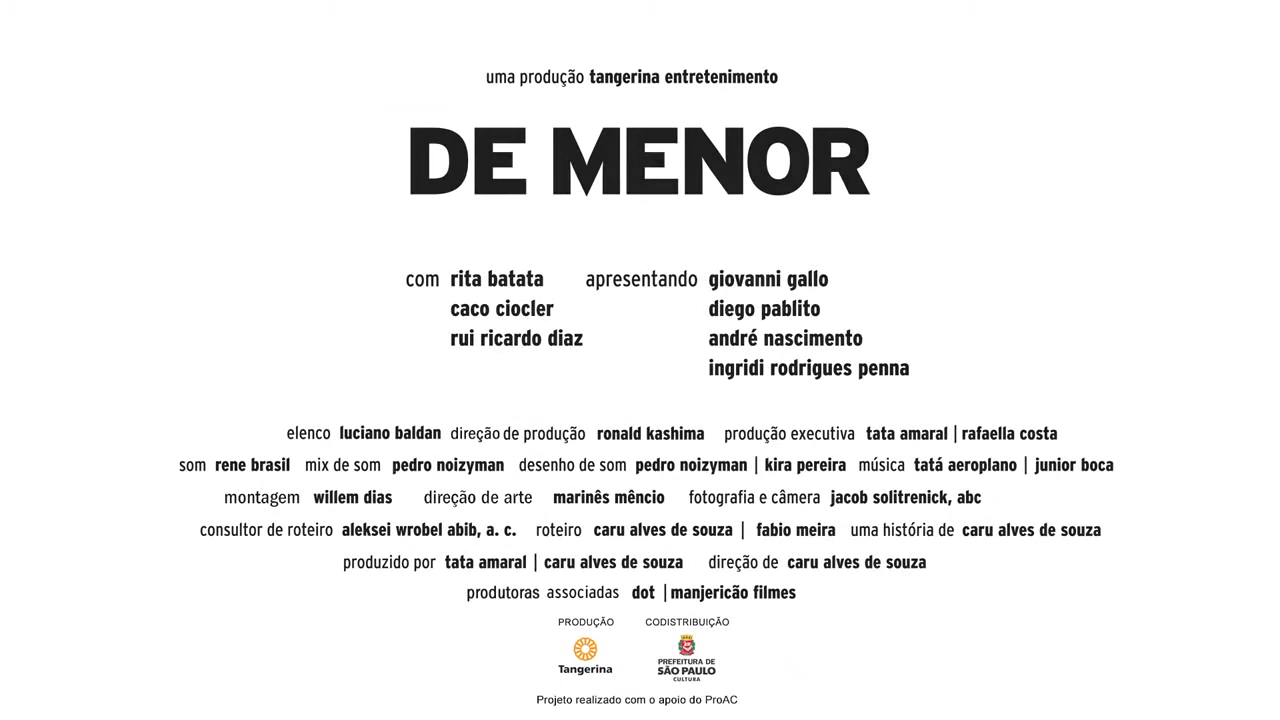 uma produção tangerina entretenimento
DE MENOR
com rita batata apresentando giovanni gallo
caco ciocler diego pablito
rui ricardo diaz andré nascimento
ingridi rodrigues penna
elenco luciano baldan direção de produção ronald kashima produção executiva tata amaral | rafaella costa
som rene brasil mix de som pedro noizyman desenho de som pedro noizyman | kira pereira música tatá aeroplano | junior boca
montagem willem dias direção de arte marinês mêncio fotografia e câmera jacob solitrenick, abc
consultor de roteiro aleksei wrobel abib, a. c. roteiro caru alves de souza | fabio meira uma história de caru alves de souza
produzido por tata amaral | caru alves de souza direção de caru alves de souza
produtoras associadas dot | manjericão filmes
PRODUÇÃO CODISTRIBUIÇÃO
Tangerina
PREFEITURA DE
SÃO PAULO
CULTURA
Projeto realizado com o apoio do ProAC